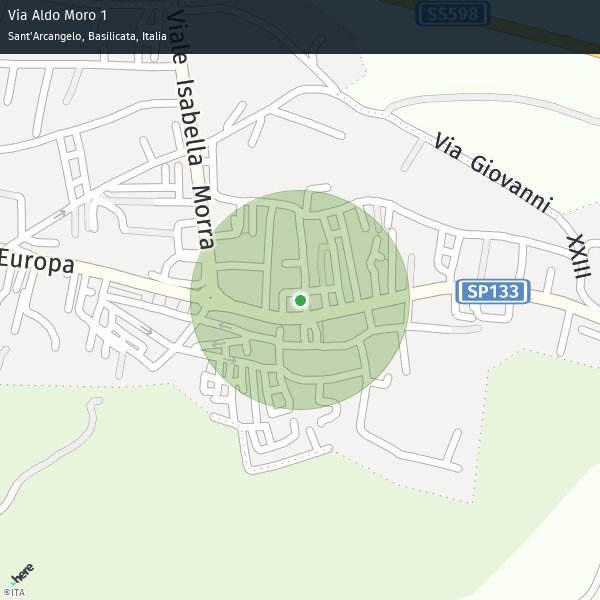 Via Aldo Moro 1
Sant'Arcangelo, Basilicata, Italia
SS598
Viale Isabella Morra
Via Giovanni XXIII
Europa
SP133
here
©ITA